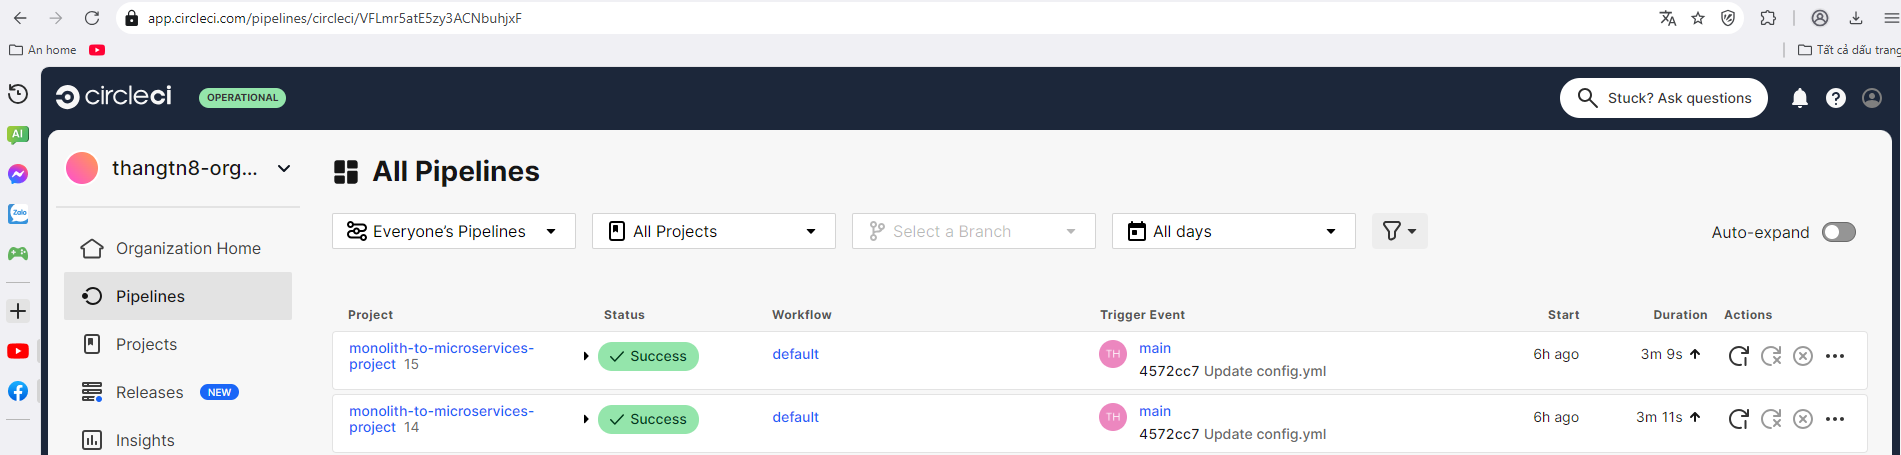 app.circleci.com/pipelines/circleci/VFLmr5atE5zy3ACNbuhjxF
An home
Tất cả dấu trang
circleci
OPERATIONAL
Stuck? Ask questions
AI
Zalo
thangtn8-org...
All Pipelines
Everyone's Pipelines
All Projects
Select a Branch
All days
Auto-expand
Organization Home
Pipelines
Projects
Releases NEW
Insights
Project Status Workflow Trigger Event Start Duration Actions
monolith-to-microservices-
project 15
Success
default
TH
main
4572cc7 Update config.yml
6h ago
3m 9s
monolith-to-microservices-
project 14
Success
default
TH
main
4572cc7 Update config.yml
6h ago
3m 11s